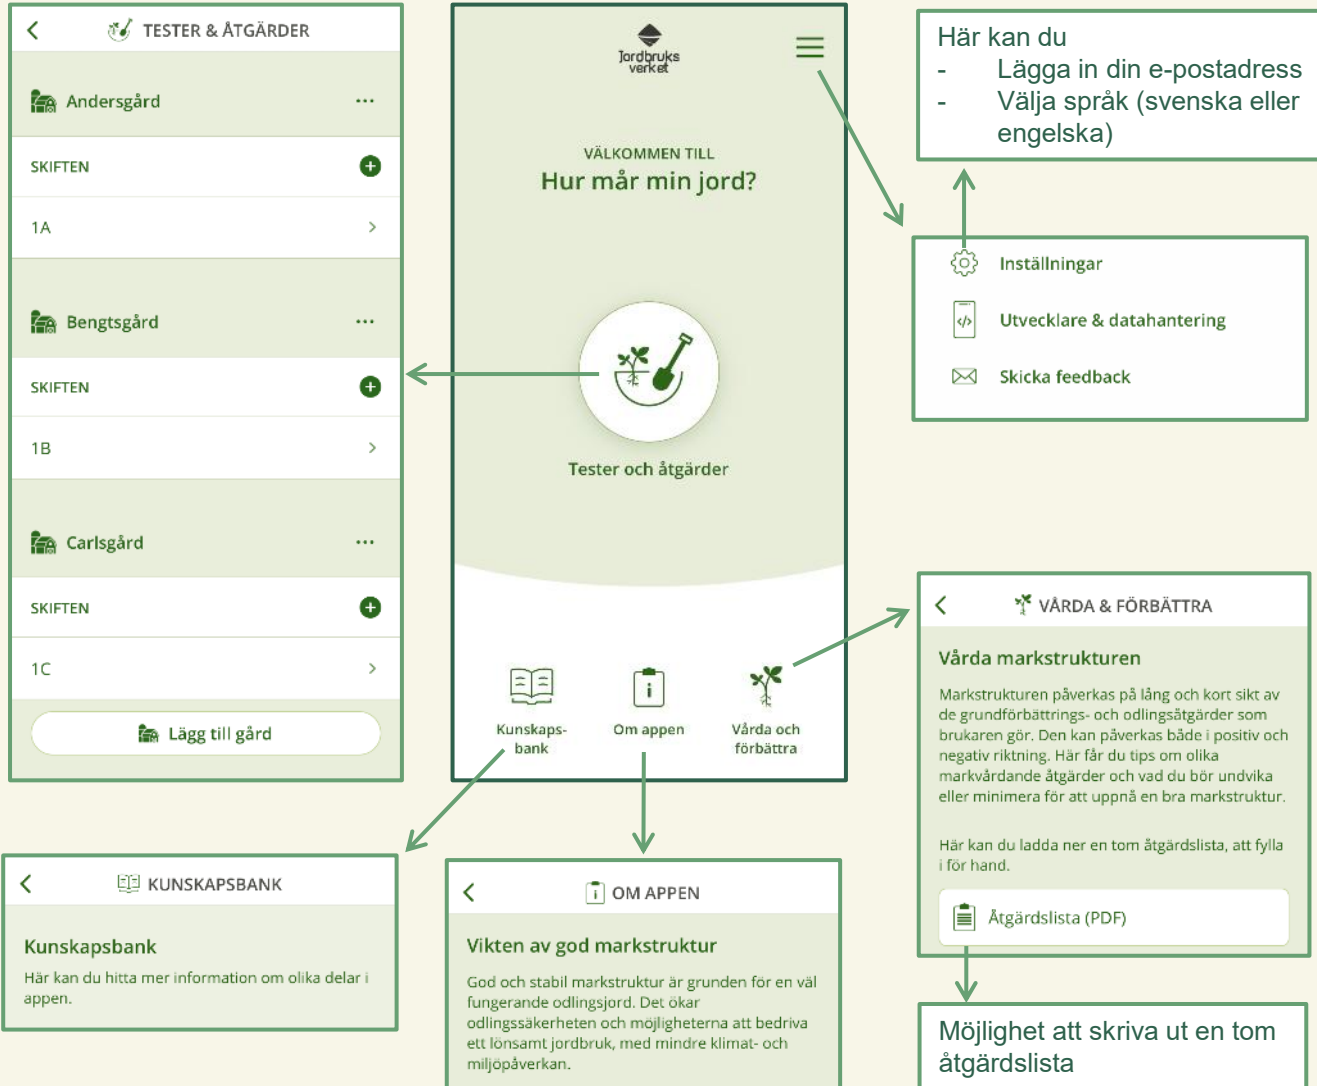 TESTER & ÅTGÄRDER
Andersgård
SKIFTEN
1A
Bengtsgård
SKIFTEN
1B
Carlsgård
SKIFTEN
1C
Lägg till gård
Jordbruks
verket
VÄLKOMMEN TILL
Hur mår min jord?
Tester och åtgärder
Kunskaps-
bank
Om appen
Vårda och
förbättra
Här kan du
- Lägga in din e-postadress
- Välja språk (svenska eller
engelska)
Inställningar
Utvecklare & datahantering
Skicka feedback
VÅRDA & FÖRBÄTTRA
Vårda markstrukturen
Markstrukturen påverkas på lång och kort sikt av
de grundförbättrings- och odlingsåtgärder som
brukaren gör. Den kan påverkas både i positiv och
negativ riktning. Här får du tips om olika
markvårdande åtgärder och vad du bör undvika
eller minimera för att uppnå en bra markstruktur.
Här kan du ladda ner en tom åtgärdslista, att fylla
i för hand.
Åtgärdslista (PDF)
Möjlighet att skriva ut en tom
åtgärdslista
KUNSKAPSBANK
Kunskapsbank
Här kan du hitta mer information om olika delar i
appen.
OM APPEN
Vikten av god markstruktur
God och stabil markstruktur är grunden för en väl
fungerande odlingsjord. Det ökar
odlingssäkerheten och möjligheterna att bedriva
ett lönsamt jordbruk, med mindre klimat- och
miljöpåverkan.